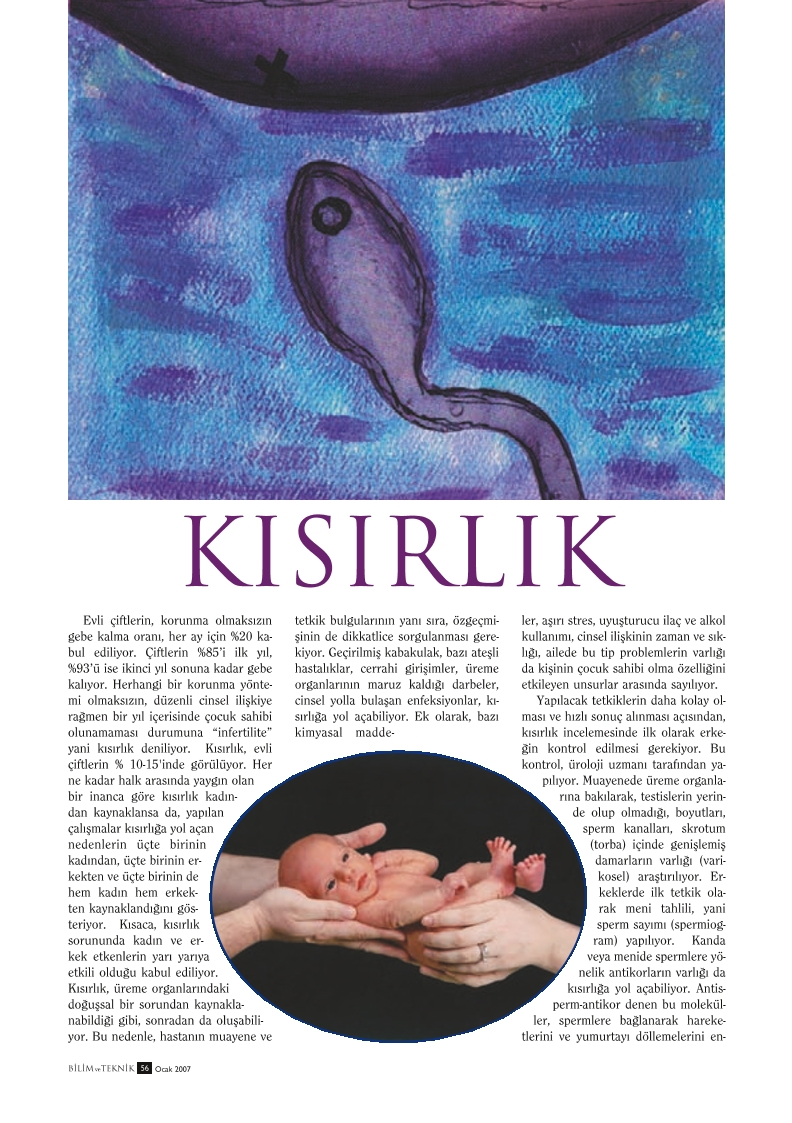 KISIRLIK
Evli çiftlerin, korunma olmaksızın
gebe kalma oranı, her ay için %20 ka-
bul ediliyor. Çiftlerin %85'i ilk yıl,
%93'ü ise ikinci yıl sonuna kadar gebe
kalıyor. Herhangi bir korunma yönte-
mi olmaksızın, düzenli cinsel ilişkiye
rağmen bir yıl içerisinde çocuk sahibi
olunamaması durumuna “infertilite”
yani kısırlık deniliyor. Kısırlık, evli
çiftlerin % 10-15'inde görülüyor. Her
ne kadar halk arasında yaygın olan
bir inanca göre kısırlık kadın-
dan kaynaklansa da, yapılan
çalışmalar kısırlığa yol açan
nedenlerin üçte birinin
kadından, üçte birinin er-
kekten ve üçte birinin de
hem kadın hem erkek-
ten kaynaklandığını gös-
teriyor. Kısaca, kısırlık
sorununda kadın ve er-
kek etkenlerin yarı yarıya
etkili olduğu kabul ediliyor.
Kısırlık, üreme organlarındaki
doğuşsal bir sorundan kaynakla-
nabildiği gibi, sonradan da oluşabili-
yor. Bu nedenle, hastanın muayene ve
tetkik bulgularının yanı sıra, özgeçmi-
şinin de dikkatlice sorgulanması gere-
kiyor. Geçirilmiş kabakulak, bazı ateşli
hastalıklar, cerrahi girişimler, üreme
organlarının maruz kaldığı darbeler,
cinsel yolla bulaşan enfeksiyonlar, kı-
sırlığa yol açabiliyor. Ek olarak, bazı
kimyasal madde-
ler, aşırı stres, uyuşturucu ilaç ve alkol
kullanımı, cinsel ilişkinin zaman ve sık-
lığı, ailede bu tip problemlerin varlığı
da kişinin çocuk sahibi olma özelliğini
etkileyen unsurlar arasında sayılıyor.
Yapılacak tetkiklerin daha kolay ol-
ması ve hızlı sonuç alınması açısından,
kısırlık incelemesinde ilk olarak erke-
ğin kontrol edilmesi gerekiyor. Bu
kontrol, üroloji uzmanı tarafından ya-
pılıyor. Muayenede üreme organla-
rına bakılarak, testislerin yerin-
de olup olmadığı, boyutları,
sperm kanalları, skrotum
(torba) içinde genişlemiş
damarların varlığı (vari-
kosel) araştırılıyor. Er-
keklerde ilk tetkik ola-
rak meni tahlili, yani
sperm sayımı (spermiog-
ram) yapılıyor. Kanda
veya menide spermlere yö-
nelik antikorların varlığı da
kısırlığa yol açabiliyor. Antis-
perm-antikor denen bu molekül-
ler, spermlere bağlanarak hareke-
tlerini ve yumurtayı döllemelerini en-
BİLİM ve TEKNİK 56 Ocak 2007